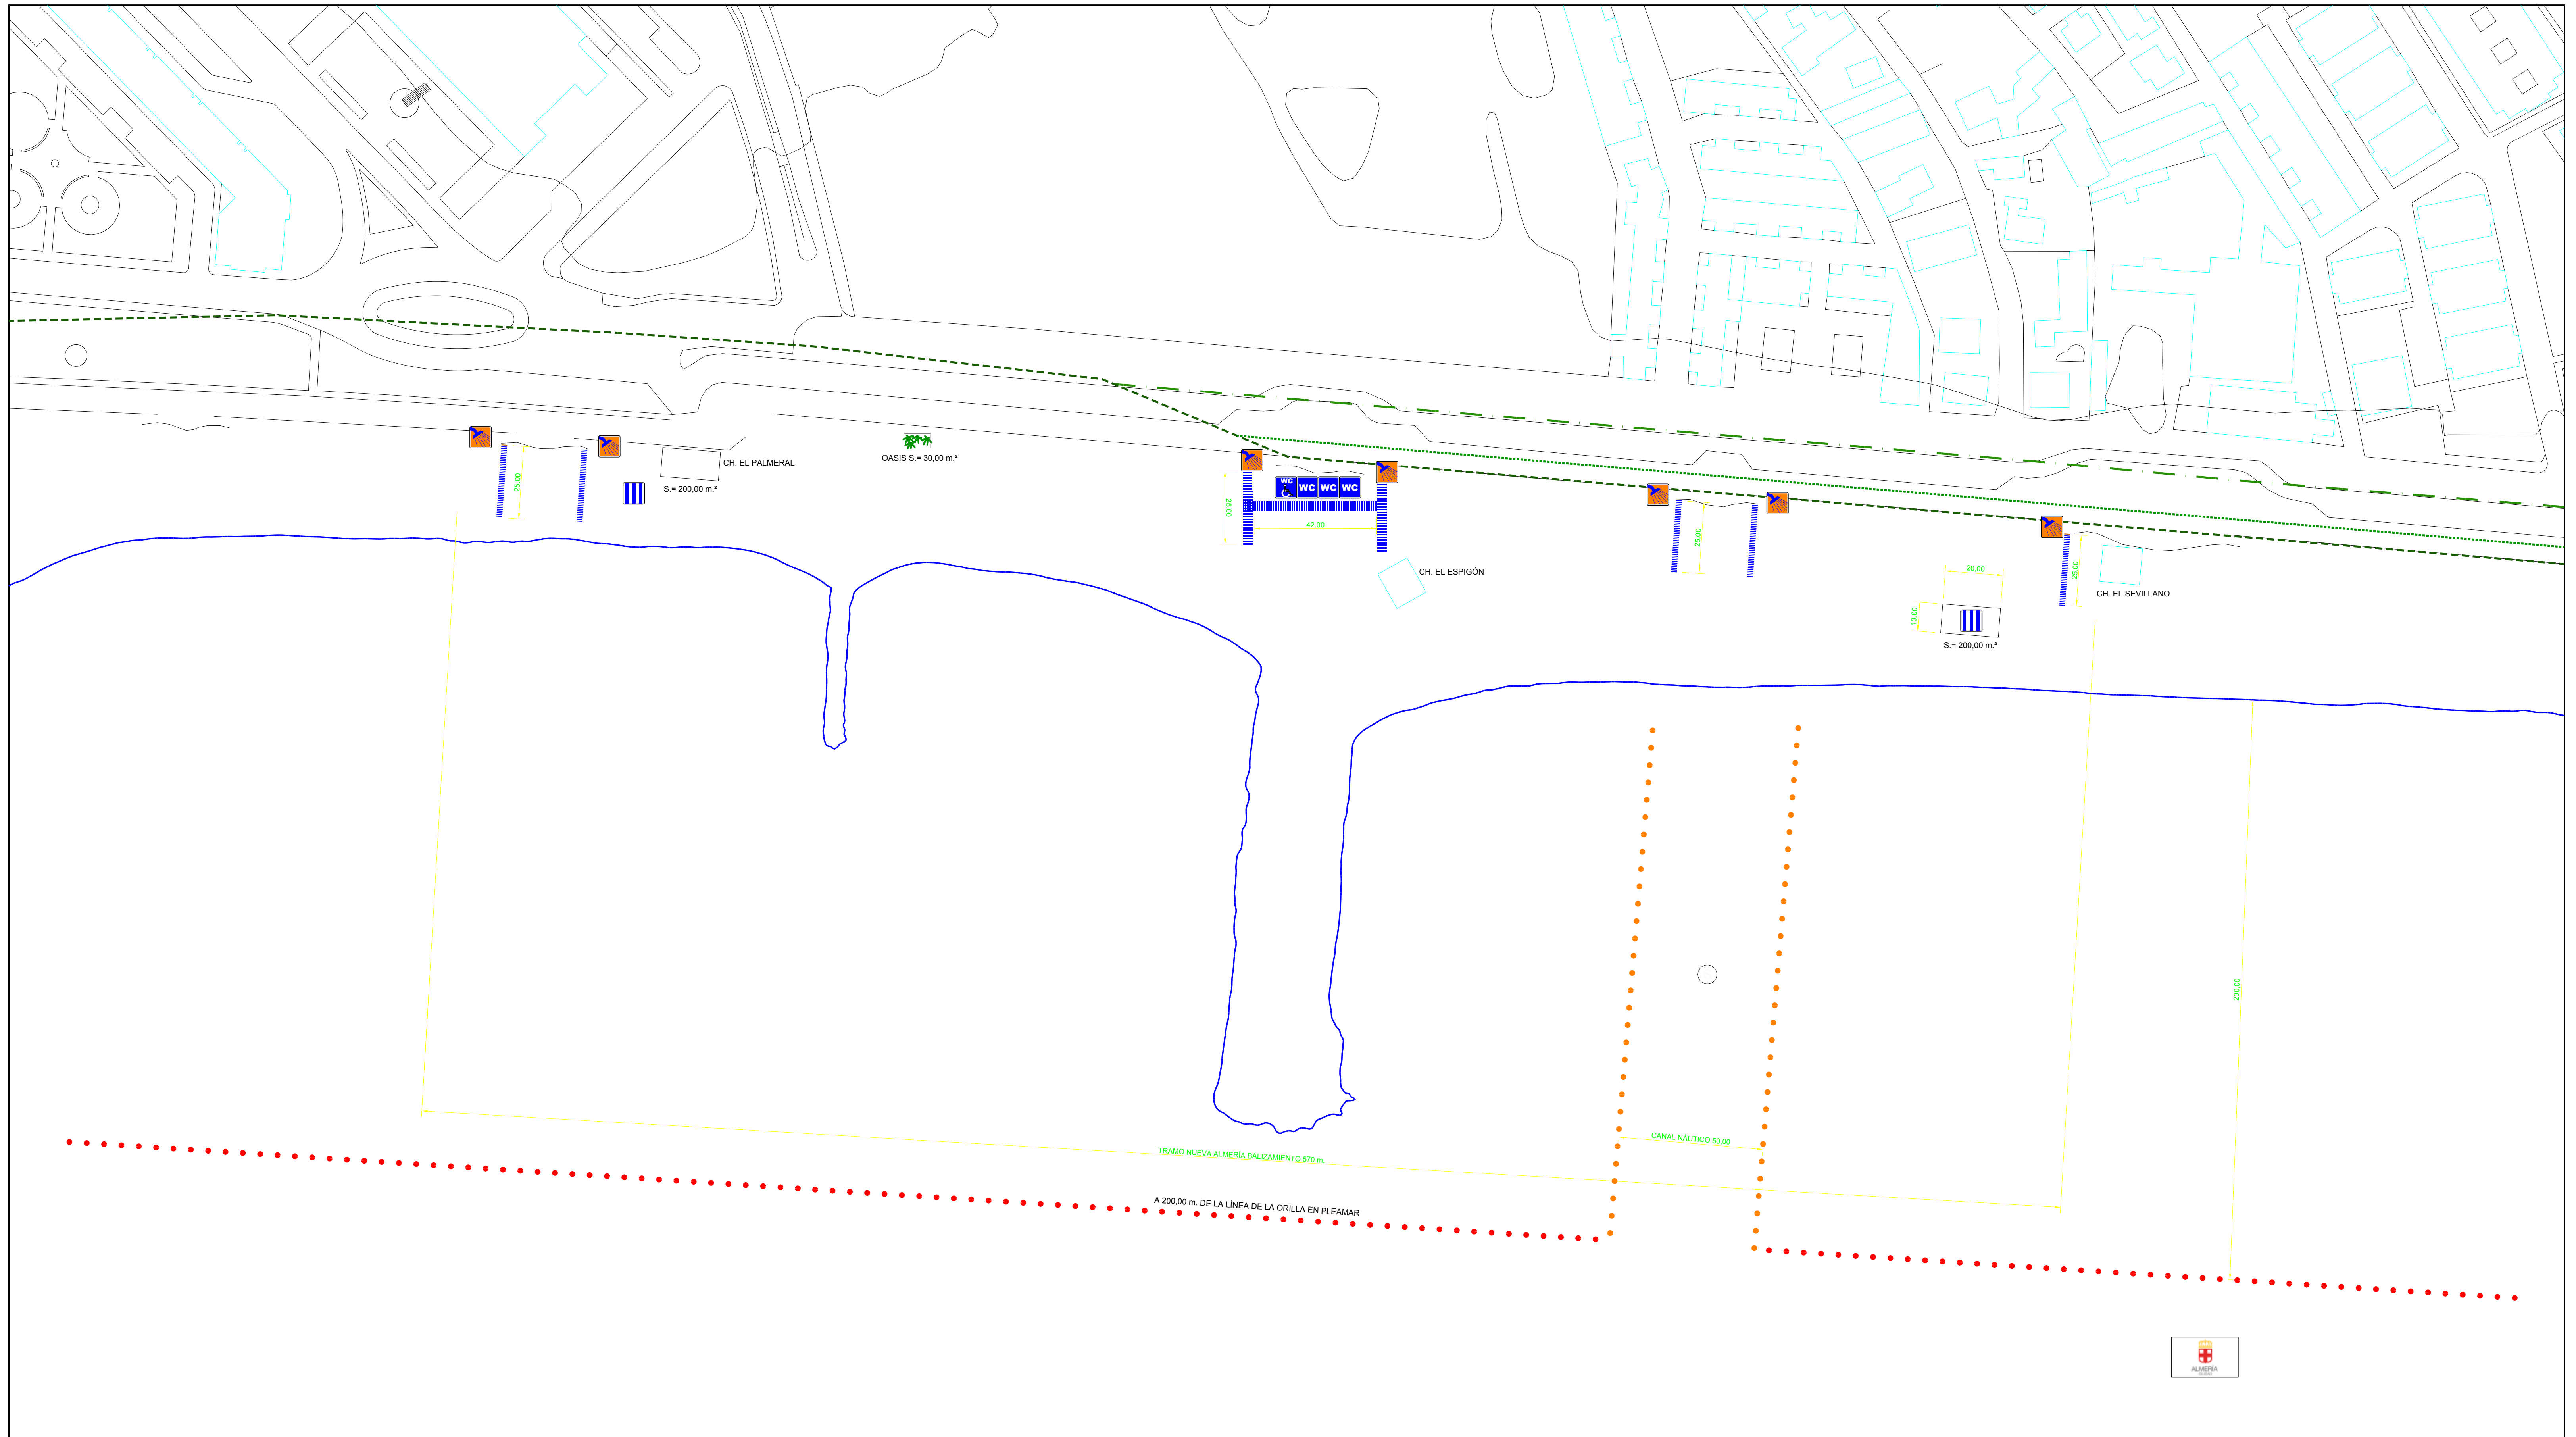 CH. EL PALMERAL
S.= 200,00 m.²
25.00
OASIS S.= 30,00 m.²
WC
WC WC WC
25.00
42.00
CH. EL ESPIGÓN
25.00
20.00
10.00
S.= 200,00 m.²
25.00
CH. EL SEVILLANO
200.00
CANAL NÁUTICO 50.00
TRAMO NUEVA ALMERÍA BALIZAMIENTO 570 m.
A 200,00 m. DE LA LÍNEA DE LA ORILLA EN PLEAMAR
ALMERÍA